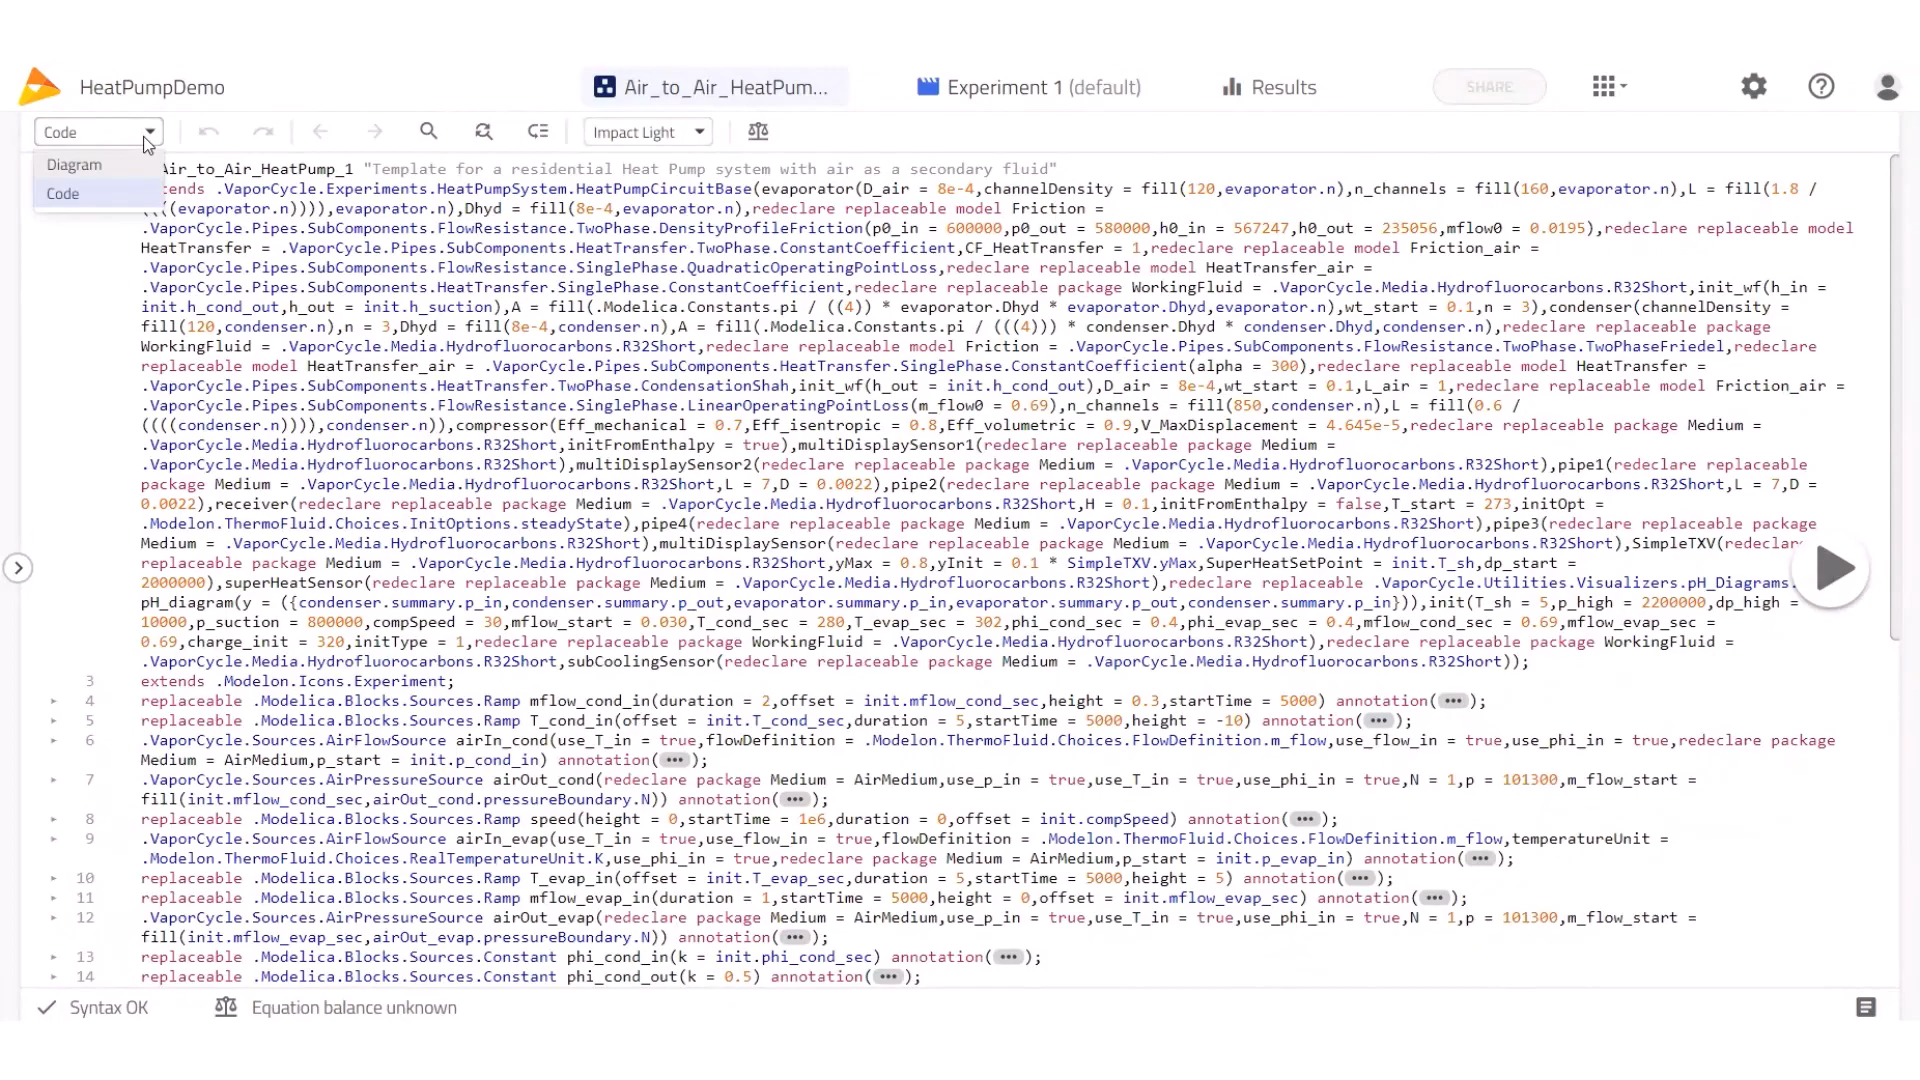 HeatPumpDemo
Air_to_Air_HeatPum...
Experiment 1 (default)
Results
SHARE
Code
Impact Light
Diagram
Code
Air_to_Air_HeatPump_1 "Template for a residential Heat Pump system with air as a secondary fluid"
tends .VaporCycle.Experiments.HeatPumpSystem.HeatPumpCircuitBase(evaporator(D_air = 8e-4,channelDensity = fill(120,evaporator.n),n_channels = fill(160,evaporator.n),L = fill(1.8 /
((((evaporator.n)))),evaporator.n),Dhyd = fill(8e-4,evaporator.n),redeclare replaceable model Friction =
.VaporCycle.Pipes.SubComponents.FlowResistance.TwoPhase.DensityProfileFriction(p0_in = 600000,p0_out = 580000,h0_in = 567247,h0_out = 235056,mflow0 = 0.0195),redeclare replaceable model
HeatTransfer = .VaporCycle.Pipes.SubComponents.HeatTransfer.TwoPhase.ConstantCoefficient,CF_HeatTransfer = 1,redeclare replaceable model Friction_air =
.VaporCycle.Pipes.SubComponents.FlowResistance.SinglePhase.QuadraticOperatingPointLoss,redeclare replaceable model HeatTransfer_air =
.VaporCycle.Pipes.SubComponents.HeatTransfer.SinglePhase.ConstantCoefficient,redeclare replaceable package WorkingFluid = .VaporCycle.Media.Hydrofluorocarbons.R32Short,init_wf(h_in =
init.h_cond_out,h_out = init.h_suction),A = fill(.Modelica.Constants.pi / ((4)) * evaporator.Dhyd * evaporator.Dhyd,evaporator.n),wt_start = 0.1,n = 3),condenser(channelDensity =
fill(120,condenser.n),n = 3,Dhyd = fill(8e-4,condenser.n),A = fill(.Modelica.Constants.pi / (((4))) * condenser.Dhyd * condenser.Dhyd,condenser.n),redeclare replaceable package
WorkingFluid = .VaporCycle.Media.Hydrofluorocarbons.R32Short,redeclare replaceable model Friction = .VaporCycle.Pipes.SubComponents.FlowResistance.TwoPhase.TwoPhaseFriedel,redeclare
replaceable model HeatTransfer_air = .VaporCycle.Pipes.SubComponents.HeatTransfer.SinglePhase.ConstantCoefficient(alpha = 300),redeclare replaceable model HeatTransfer =
.VaporCycle.Pipes.SubComponents.HeatTransfer.TwoPhase.CondensationShah,init_wf(h_out = init.h_cond_out),D_air = 8e-4,wt_start = 0.1,L_air = 1,redeclare replaceable model Friction_air =
.VaporCycle.Pipes.SubComponents.FlowResistance.SinglePhase.LinearOperatingPointLoss(m_flow0 = 0.69),n_channels = fill(850,condenser.n),L = fill(0.6 /
((((condenser.n)))),condenser.n)),compressor(Eff_mechanical = 0.7,Eff_isentropic = 0.8,Eff_volumetric = 0.9,V_MaxDisplacement = 4.645e-5,redeclare replaceable package Medium =
.VaporCycle.Media.Hydrofluorocarbons.R32Short,initFromEnthalpy = true),multiDisplaySensor1(redeclare replaceable package Medium =
.VaporCycle.Media.Hydrofluorocarbons.R32Short),multiDisplaySensor2(redeclare replaceable package Medium = .VaporCycle.Media.Hydrofluorocarbons.R32Short),pipe1(redeclare replaceable
package Medium = .VaporCycle.Media.Hydrofluorocarbons.R32Short,L = 7,D = 0.0022),pipe2(redeclare replaceable package Medium = .VaporCycle.Media.Hydrofluorocarbons.R32Short,L = 7,D =
0.0022),receiver(redeclare replaceable package Medium = .VaporCycle.Media.Hydrofluorocarbons.R32Short,H = 0.1,initFromEnthalpy = false,T_start = 273,initOpt =
.Modelon.ThermoFluid.Choices.InitOptions.steadyState),pipe4(redeclare replaceable package Medium = .VaporCycle.Media.Hydrofluorocarbons.R32Short),pipe3(redeclare replaceable package
Medium = .VaporCycle.Media.Hydrofluorocarbons.R32Short),multiDisplaySensor(redeclare replaceable package Medium = .VaporCycle.Media.Hydrofluorocarbons.R32Short),SimpleTXV(redeclare
replaceable package Medium = .VaporCycle.Media.Hydrofluorocarbons.R32Short,yMax = 0.8,yInit = 0.1 * SimpleTXV.yMax,SuperHeatSetPoint = init.T_sh,dp_start =
2000000),superHeatSensor(redeclare replaceable package Medium = .VaporCycle.Media.Hydrofluorocarbons.R32Short),redeclare replaceable .VaporCycle.Utilities.Visualizers.pH_Diagrams.
pH_diagram(y = ({condenser.summary.p_in,condenser.summary.p_out,evaporator.summary.p_in,evaporator.summary.p_out,condenser.summary.p_in})),init(T_sh = 5,p_high = 2200000,dp_high =
10000,p_suction = 800000,compSpeed = 30,mflow_start = 0.030,T_cond_sec = 280,T_evap_sec = 302,phi_cond_sec = 0.4,phi_evap_sec = 0.4,mflow_cond_sec = 0.69,mflow_evap_sec =
0.69,charge_init = 320,initType = 1,redeclare replaceable package WorkingFluid = .VaporCycle.Media.Hydrofluorocarbons.R32Short),redeclare replaceable package WorkingFluid =
.VaporCycle.Media.Hydrofluorocarbons.R32Short,subCoolingSensor(redeclare replaceable package Medium = .VaporCycle.Media.Hydrofluorocarbons.R32Short));
3 extends .Modelon.Icons.Experiment;
4 replaceable .Modelica.Blocks.Sources.Ramp mflow_cond_in(duration = 2,offset = init.mflow_cond_sec,height = 0.3,startTime = 5000) annotation(•••);
5 replaceable .Modelica.Blocks.Sources.Ramp T_cond_in(offset = init.T_cond_sec,duration = 5,startTime = 5000,height = -10) annotation(•••);
6 .VaporCycle.Sources.AirFlowSource airIn_cond(use_T_in = true,flowDefinition = .Modelon.ThermoFluid.Choices.FlowDefinition.m_flow,use_flow_in = true,use_phi_in = true,redeclare package
Medium = AirMedium,p_start = init.p_cond_in) annotation(•••);
7 .VaporCycle.Sources.AirPressureSource airOut_cond(redeclare package Medium = AirMedium,use_p_in = true,use_T_in = true,use_phi_in = true,N = 1,p = 101300,m_flow_start =
fill(init.mflow_cond_sec,airOut_cond.pressureBoundary.N)) annotation(•••);
8 replaceable .Modelica.Blocks.Sources.Ramp speed(height = 0,startTime = 1e6,duration = 0,offset = init.compSpeed) annotation(•••);
9 .VaporCycle.Sources.AirFlowSource airIn_evap(use_T_in = true,use_flow_in = true,flowDefinition = .Modelon.ThermoFluid.Choices.FlowDefinition.m_flow,temperatureUnit =
.Modelon.ThermoFluid.Choices.RealTemperatureUnit.K,use_phi_in = true,redeclare package Medium = AirMedium,p_start = init.p_evap_in) annotation(•••);
10 replaceable .Modelica.Blocks.Sources.Ramp T_evap_in(offset = init.T_evap_sec,duration = 5,startTime = 5000,height = 5) annotation(•••);
11 replaceable .Modelica.Blocks.Sources.Ramp mflow_evap_in(duration = 1,startTime = 5000,height = 0,offset = init.mflow_evap_sec) annotation(•••);
12 .VaporCycle.Sources.AirPressureSource airOut_evap(redeclare package Medium = AirMedium,use_p_in = true,use_T_in = true,use_phi_in = true,N = 1,p = 101300,m_flow_start =
fill(init.mflow_evap_sec,airOut_evap.pressureBoundary.N)) annotation(•••);
13 replaceable .Modelica.Blocks.Sources.Constant phi_cond_in(k = init.phi_cond_sec) annotation(•••);
14 replaceable .Modelica.Blocks.Sources.Constant phi_cond_out(k = 0.5) annotation(•••);
Syntax OK
Equation balance unknown